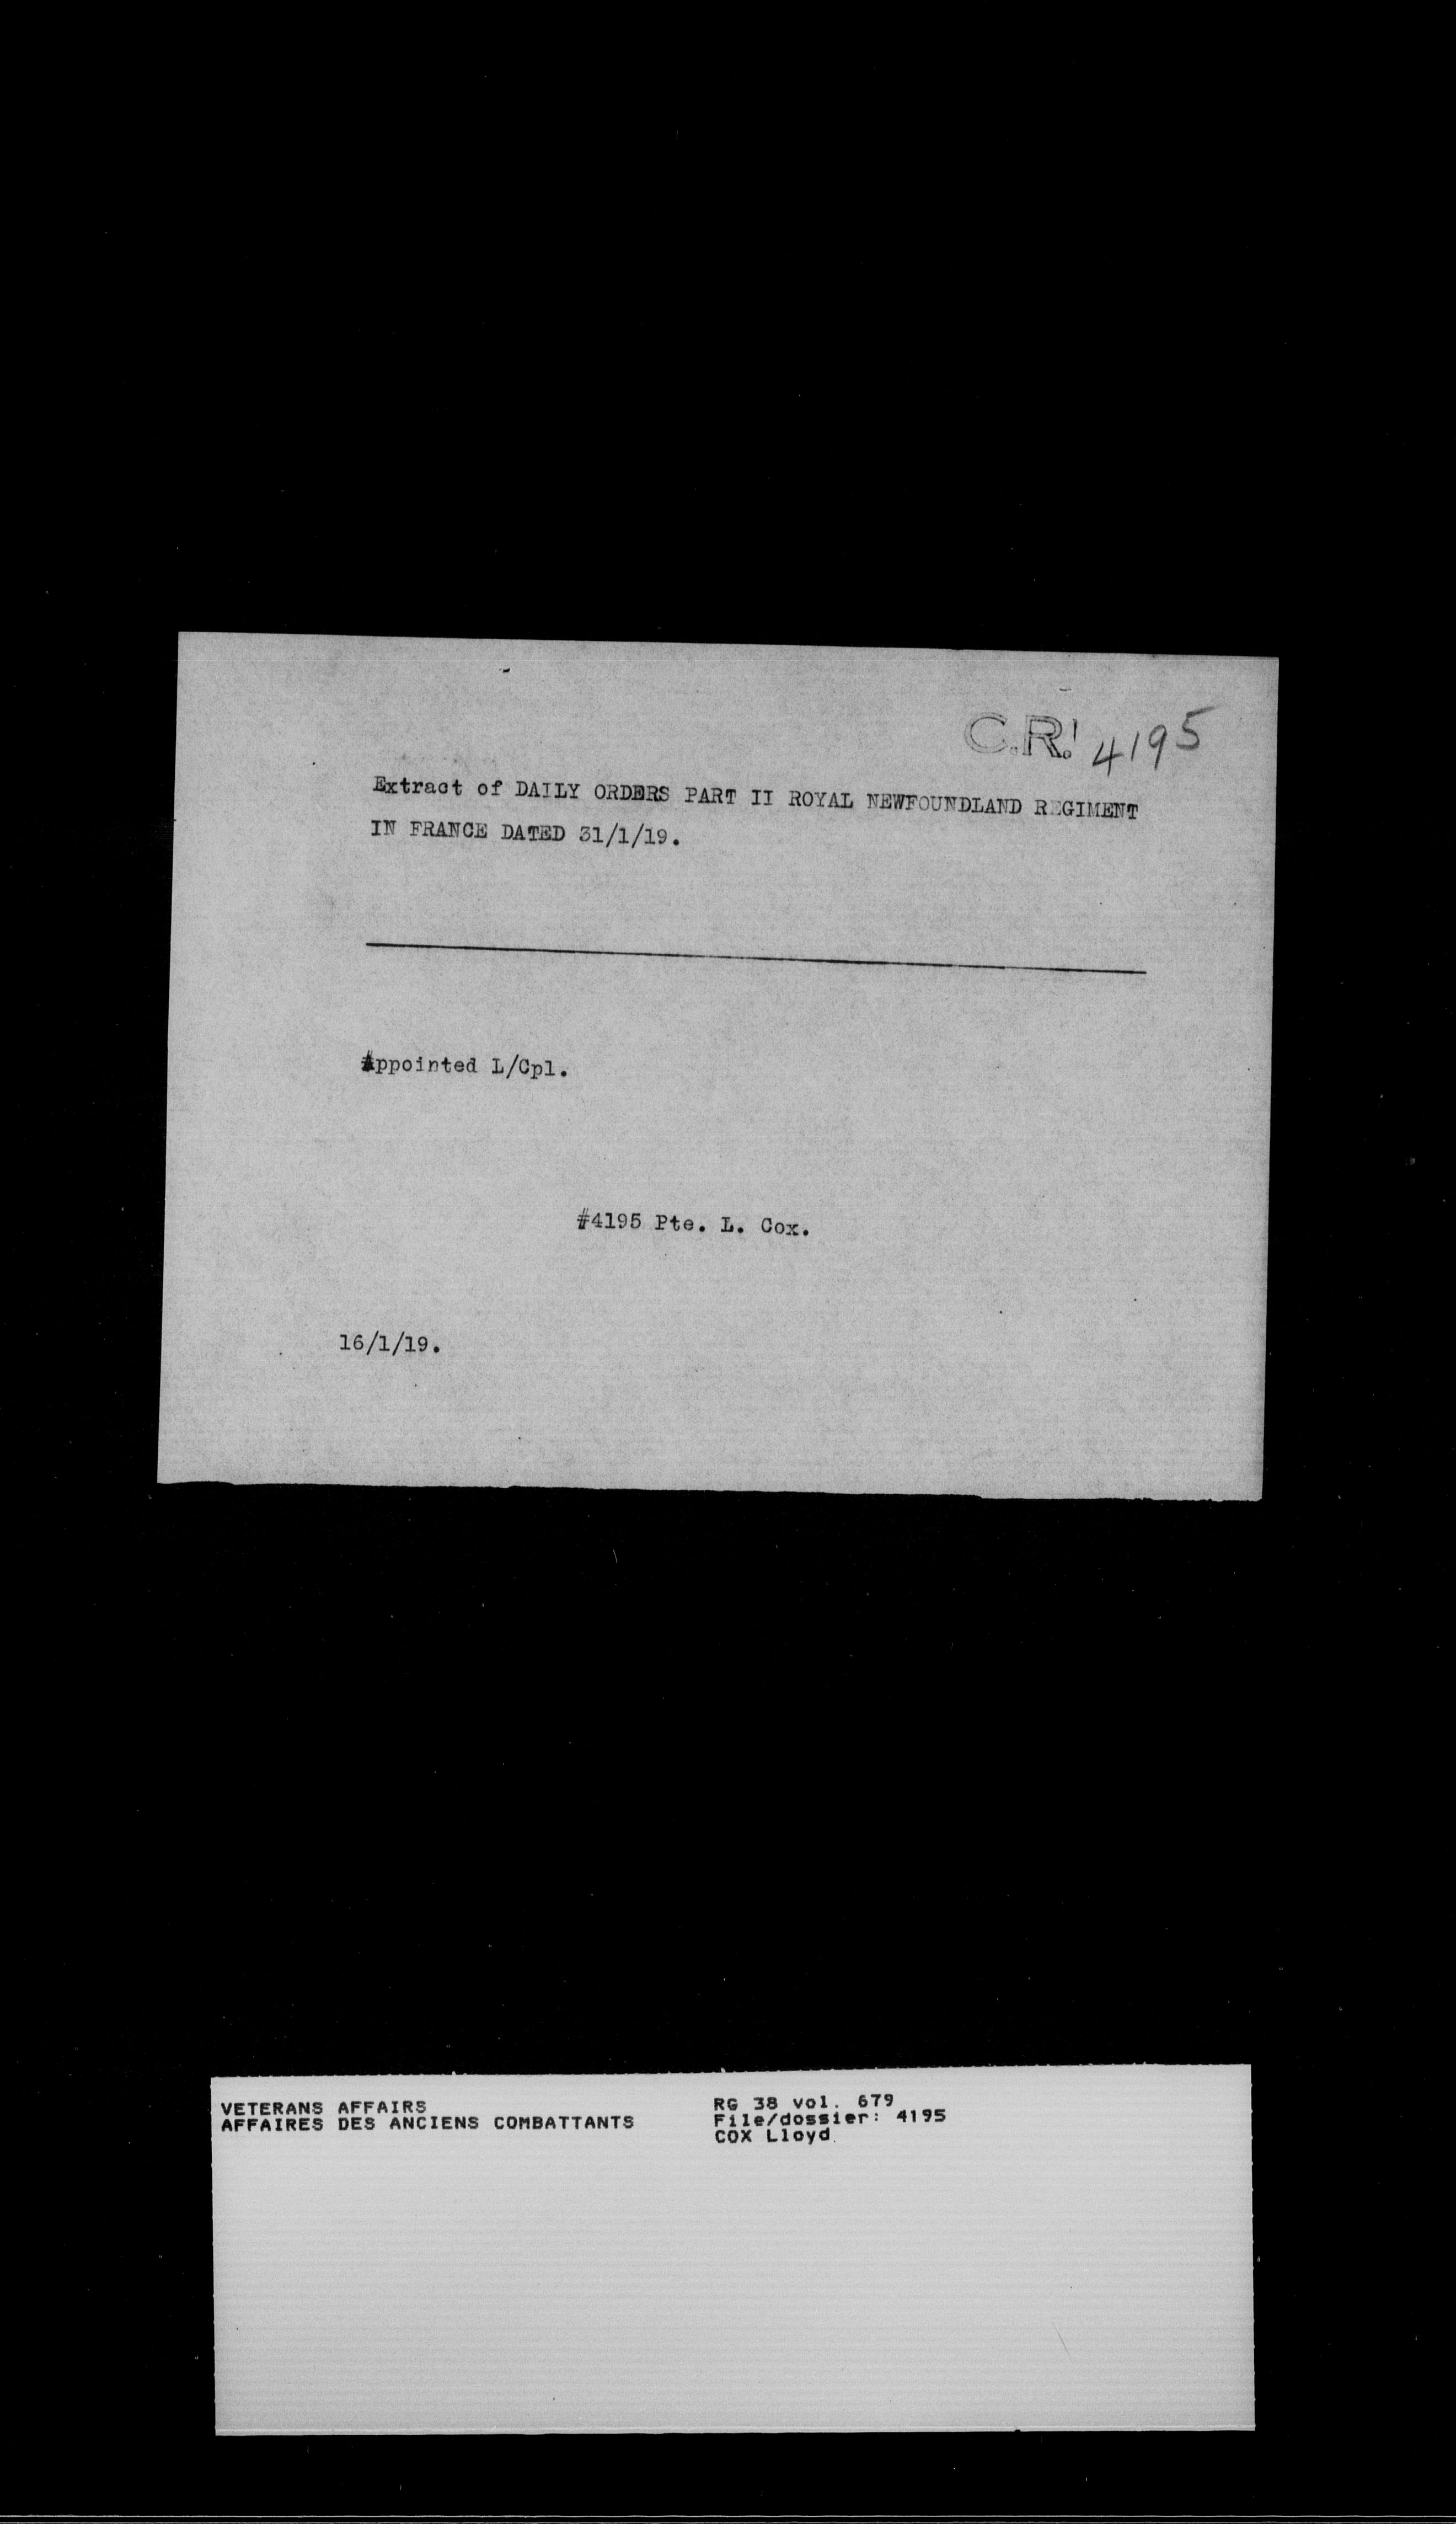 C.R. 4195
Extract of DAILY ORDERS PART II ROYAL NEWFOUNDLAND REGIMENT
IN FRANCE DATED 31/1/19.
Appointed L/Cpl.
#4195 Pte. L. Cox.
16/1/19.
VETERANS AFFAIRS
AFFAIRES DES ANCIENS COMBATTANTS
RG 38 vol. 679
File/dossier: 4195
COX Lloyd